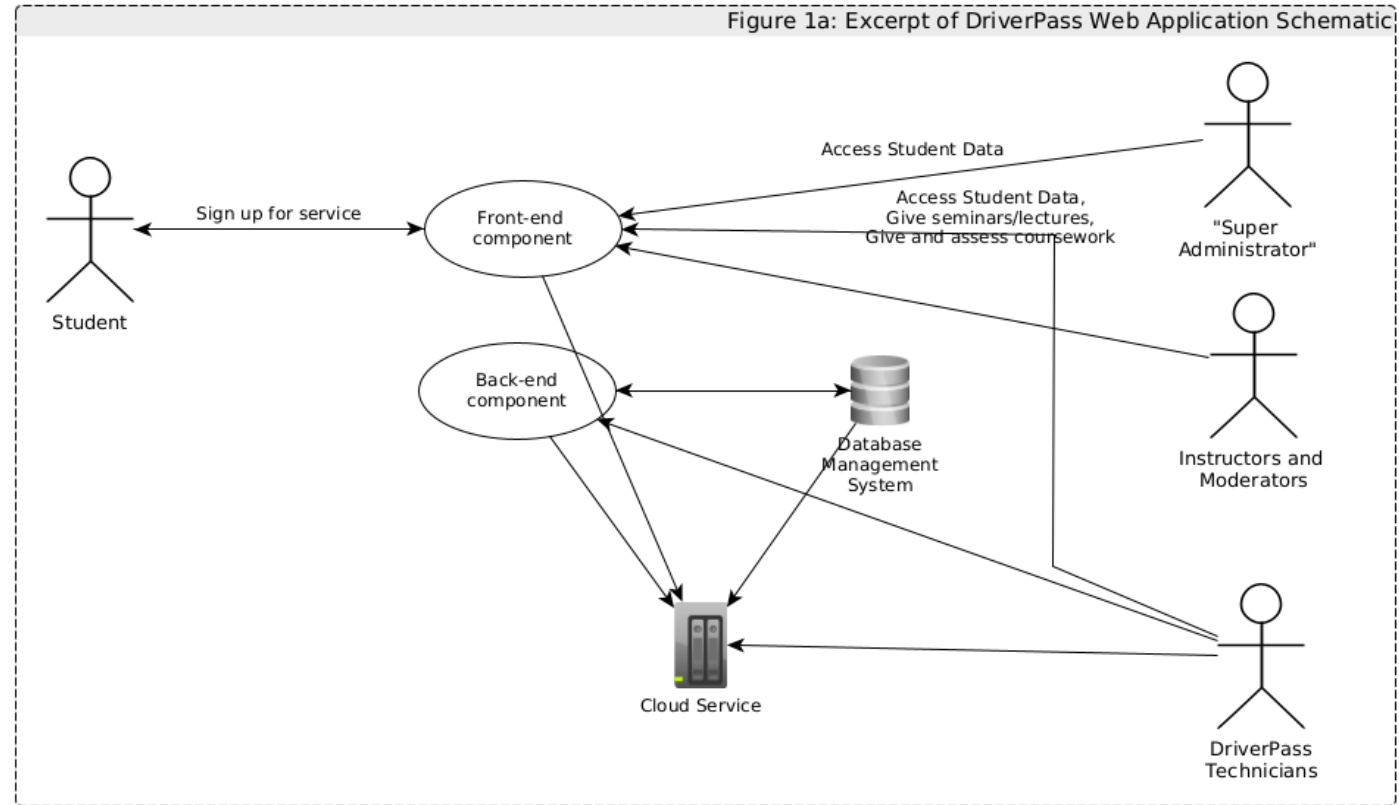 Figure 1a: Excerpt of DriverPass Web Application Schematic
Access Student Data
Sign up for service
Access Student Data,
Give seminars/lectures,
Give and assess coursework
Front-end
component
"Super
Administrator"
Student
Back-end
component
Database
Management
System
Instructors and
Moderators
Cloud Service
DriverPass
Technicians